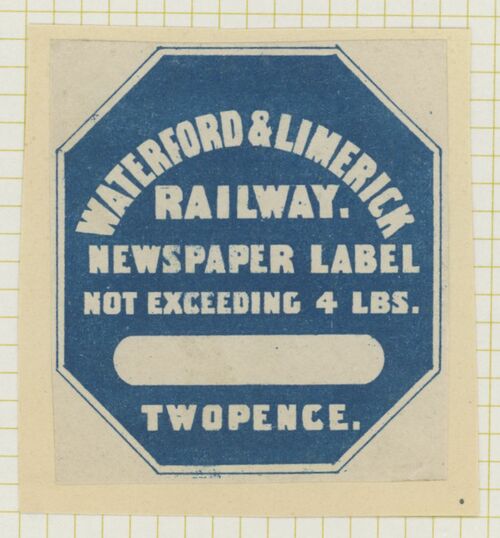 WATERFORD & LIMERICK
RAILWAY.
NEWSPAPER LABEL
NOT EXCEEDING 4 LBS.
TWOPENCE.